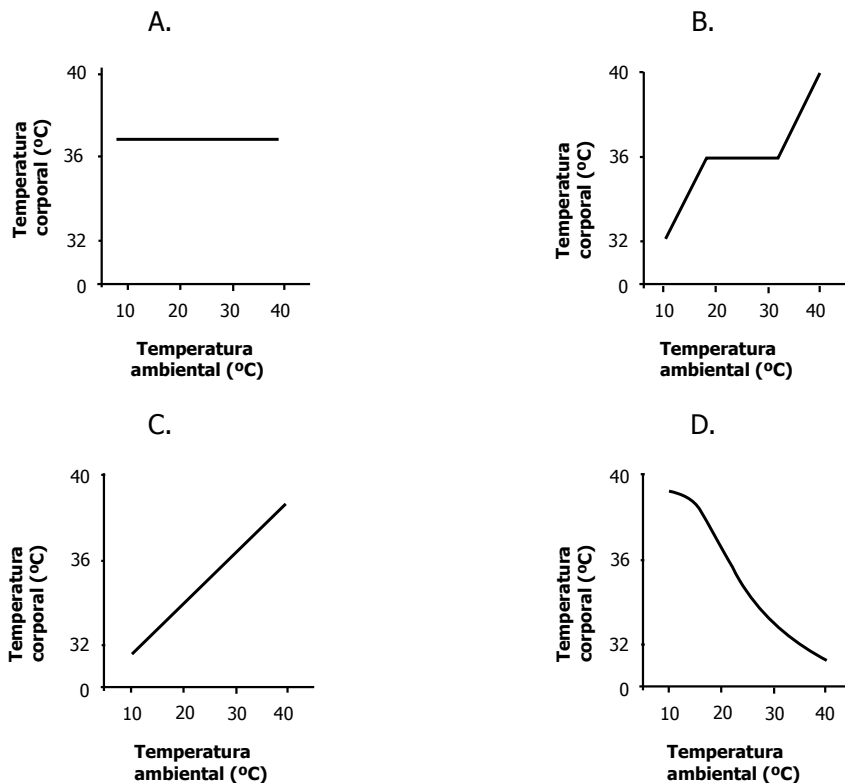 A.
40
36
32
0
Temperatura
corporal (ºC)
10 20 30 40
Temperatura
ambiental (ºC)
B.
40
36
32
0
Temperatura
corporal (ºC)
10 20 30 40
Temperatura
ambiental (ºC)
C.
40
36
32
0
Temperatura
corporal (ºC)
10 20 30 40
Temperatura
ambiental (ºC)
D.
40
36
32
0
Temperatura
corporal (ºC)
10 20 30 40
Temperatura
ambiental (ºC)